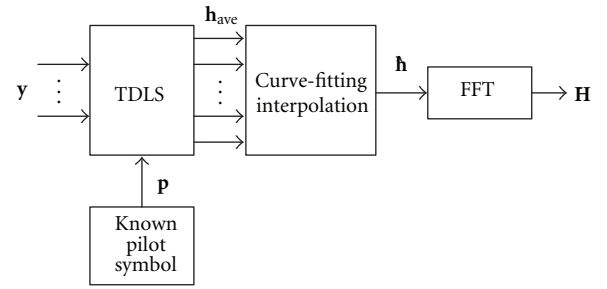 h_ave
y
TDLS
Curve-fitting
interpolation
ħ
FFT
H
p
Known
pilot
symbol